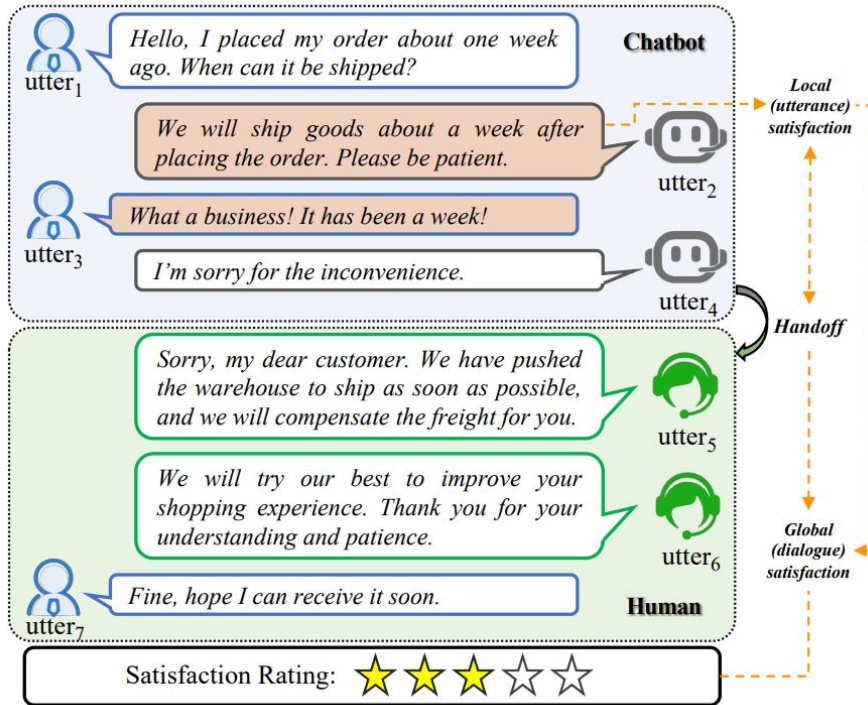 Hello, I placed my order about one week
ago. When can it be shipped?
Chatbot
utter1
We will ship goods about a week after
placing the order. Please be patient.
utter2
Local
(utterance)
satisfaction
What a business! It has been a week!
utter3
I'm sorry for the inconvenience.
utter4
Handoff
Sorry, my dear customer. We have pushed
the warehouse to ship as soon as possible,
and we will compensate the freight for you.
utter5
We will try our best to improve your
shopping experience. Thank you for your
understanding and patience.
utter6
Global
(dialogue)
satisfaction
Fine, hope I can receive it soon.
utter7
Human
Satisfaction Rating: